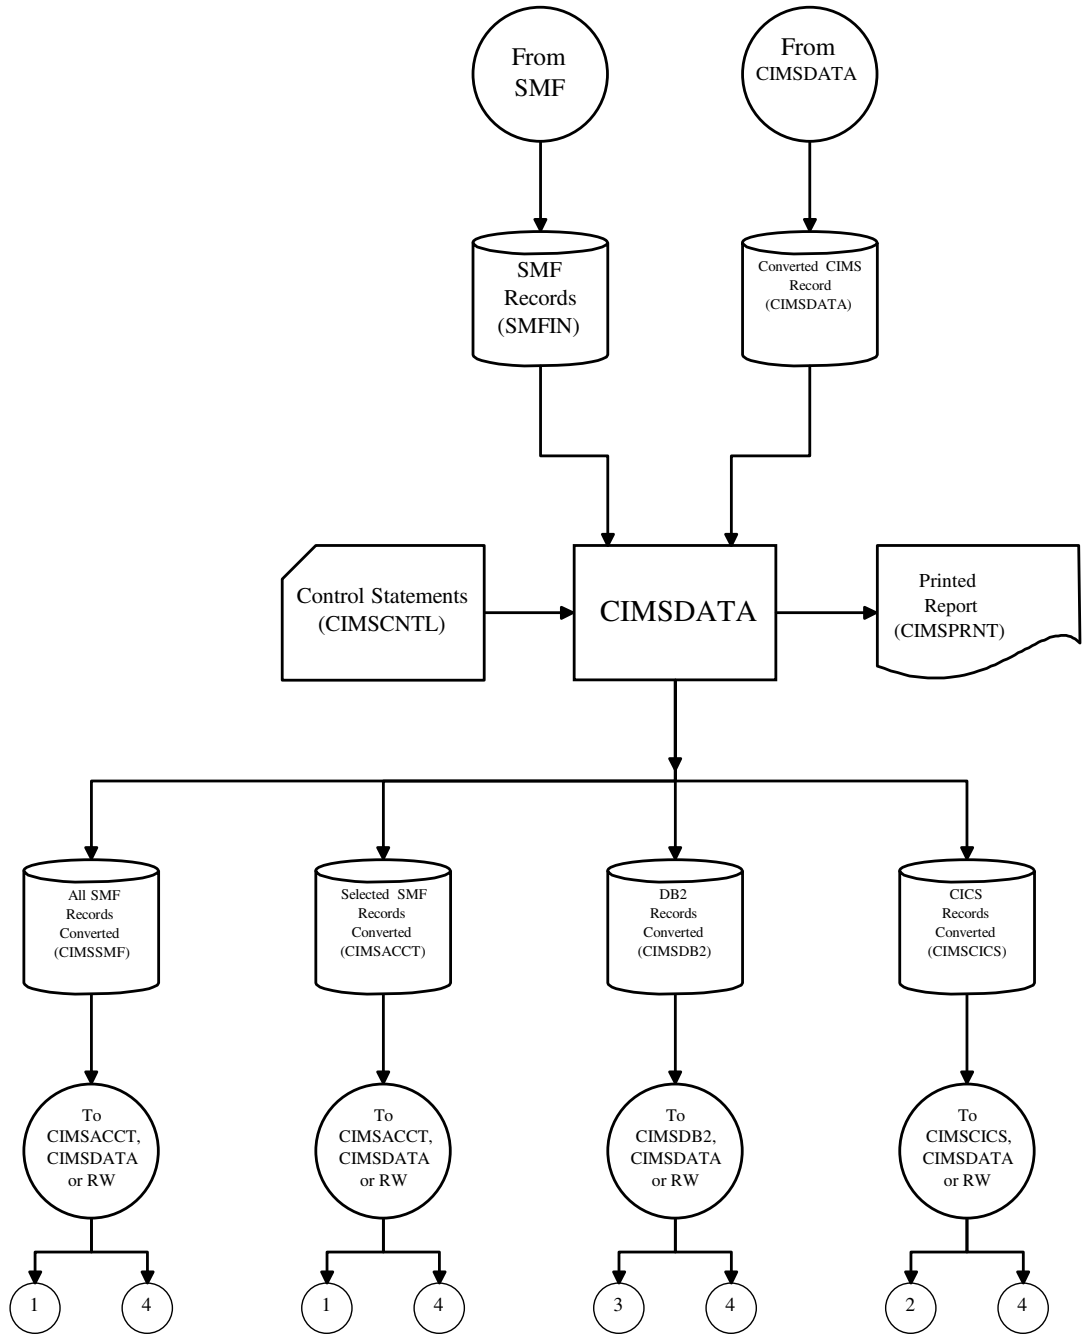 From
SMF
From
CIMSDATA
SMF
Records
(SMFIN)
Converted CIMS
Record
(CIMSDATA)
Control Statements
(CIMSCNTL)
CIMSDATA
Printed
Report
(CIMSPRNT)
All SMF
Records
Converted
(CIMSSMF)
Selected SMF
Records
Converted
(CIMSACCT)
DB2
Records
Converted
(CIMSDB2)
CICS
Records
Converted
(CIMSCICS)
To
CIMSACCT,
CIMSDATA
or RW
To
CIMSACCT,
CIMSDATA
or RW
To
CIMSDB2,
CIMSDATA
or RW
To
CIMSCICS,
CIMSDATA
or RW
1
4
1
4
3
4
2
4